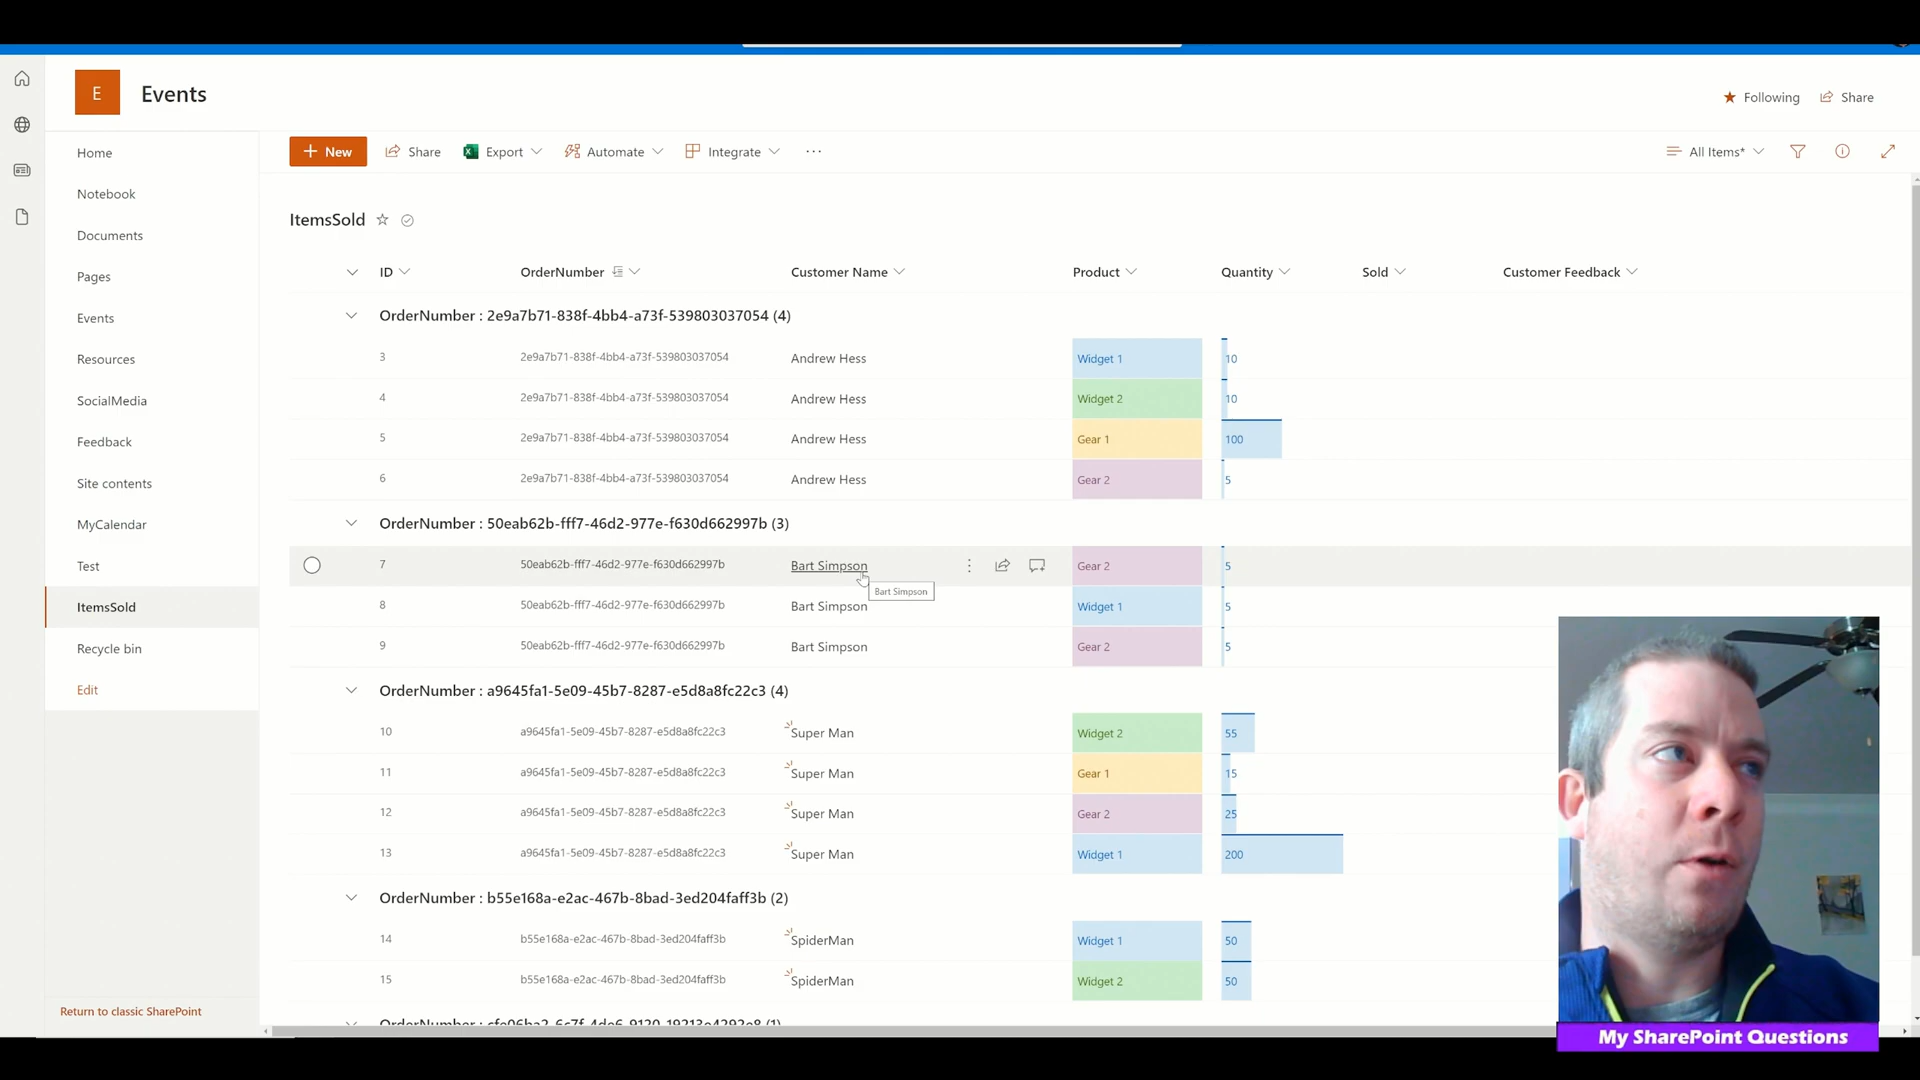 E
Events
Following
Share
Home
Notebook
Documents
Pages
Events
Resources
SocialMedia
Feedback
Site contents
MyCalendar
Test
ItemsSold
Recycle bin
Edit
Return to classic SharePoint
+ New Share Export Automate Integrate ··· All Items*
ItemsSold
ID OrderNumber Customer Name Product Quantity Sold Customer Feedback
OrderNumber : 2e9a7b71-838f-4bb4-a73f-539803037054 (4)
3 2e9a7b71-838f-4bb4-a73f-539803037054 Andrew Hess Widget 1 10
4 2e9a7b71-838f-4bb4-a73f-539803037054 Andrew Hess Widget 2 10
5 2e9a7b71-838f-4bb4-a73f-539803037054 Andrew Hess Gear 1 100
6 2e9a7b71-838f-4bb4-a73f-539803037054 Andrew Hess Gear 2 5
OrderNumber : 50eab62b-fff7-46d2-977e-f630d662997b (3)
7 50eab62b-fff7-46d2-977e-f630d662997b Bart Simpson Gear 2 5
Bart Simpson
8 50eab62b-fff7-46d2-977e-f630d662997b Bart Simpson Widget 1 5
9 50eab62b-fff7-46d2-977e-f630d662997b Bart Simpson Gear 2 5
OrderNumber : a9645fa1-5e09-45b7-8287-e5d8a8fc22c3 (4)
10 a9645fa1-5e09-45b7-8287-e5d8a8fc22c3 Super Man Widget 2 55
11 a9645fa1-5e09-45b7-8287-e5d8a8fc22c3 Super Man Gear 1 15
12 a9645fa1-5e09-45b7-8287-e5d8a8fc22c3 Super Man Gear 2 25
13 a9645fa1-5e09-45b7-8287-e5d8a8fc22c3 Super Man Widget 1 200
OrderNumber : b55e168a-e2ac-467b-8bad-3ed204faff3b (2)
14 b55e168a-e2ac-467b-8bad-3ed204faff3b SpiderMan Widget 1 50
15 b55e168a-e2ac-467b-8bad-3ed204faff3b SpiderMan Widget 2 50
OrderNumber :
My SharePoint Questions